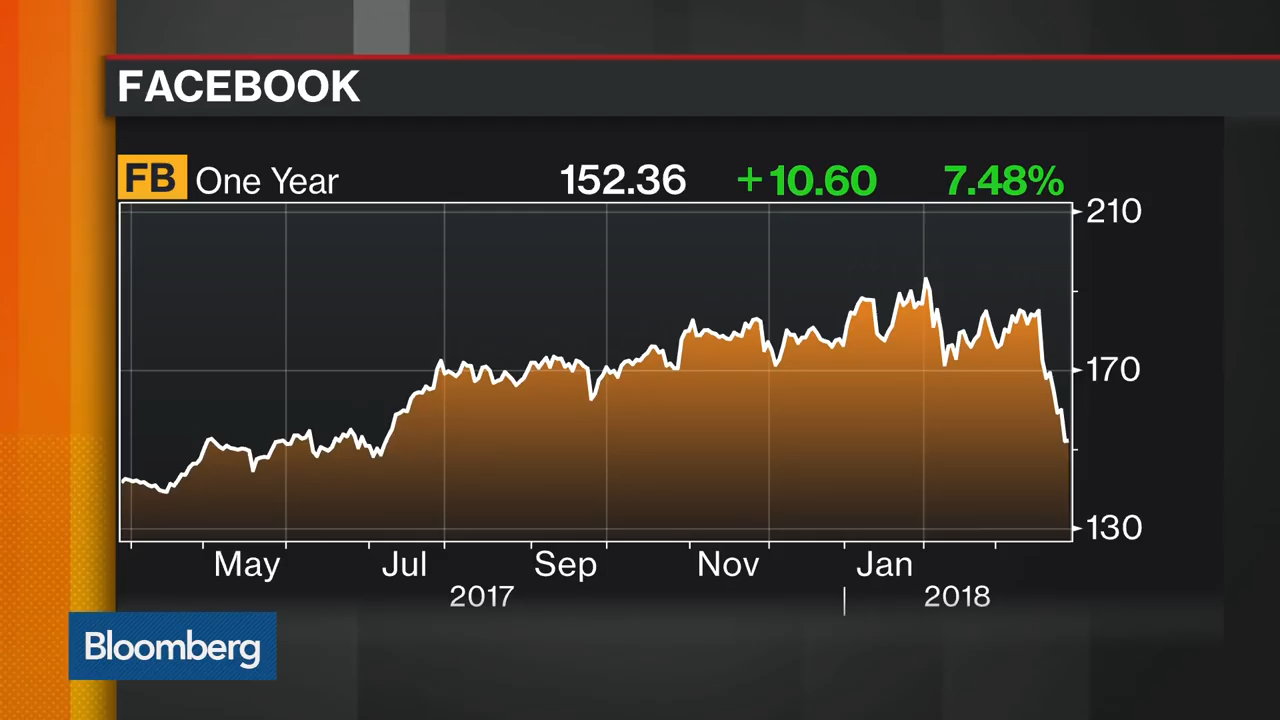 FACEBOOK
FB One Year 152.36 +10.60 7.48%
210
170
130
May Jul Sep Nov Jan
2017 2018
Bloomberg